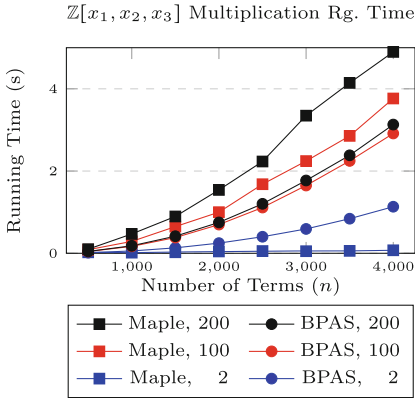 ℤ[x₁, x₂, x₃] Multiplication Rg. Time
Running Time (s)
4
2
0
1,000 2,000 3,000 4,000
Number of Terms (n)
Maple, 200 BPAS, 200
Maple, 100 BPAS, 100
Maple, 2 BPAS, 2